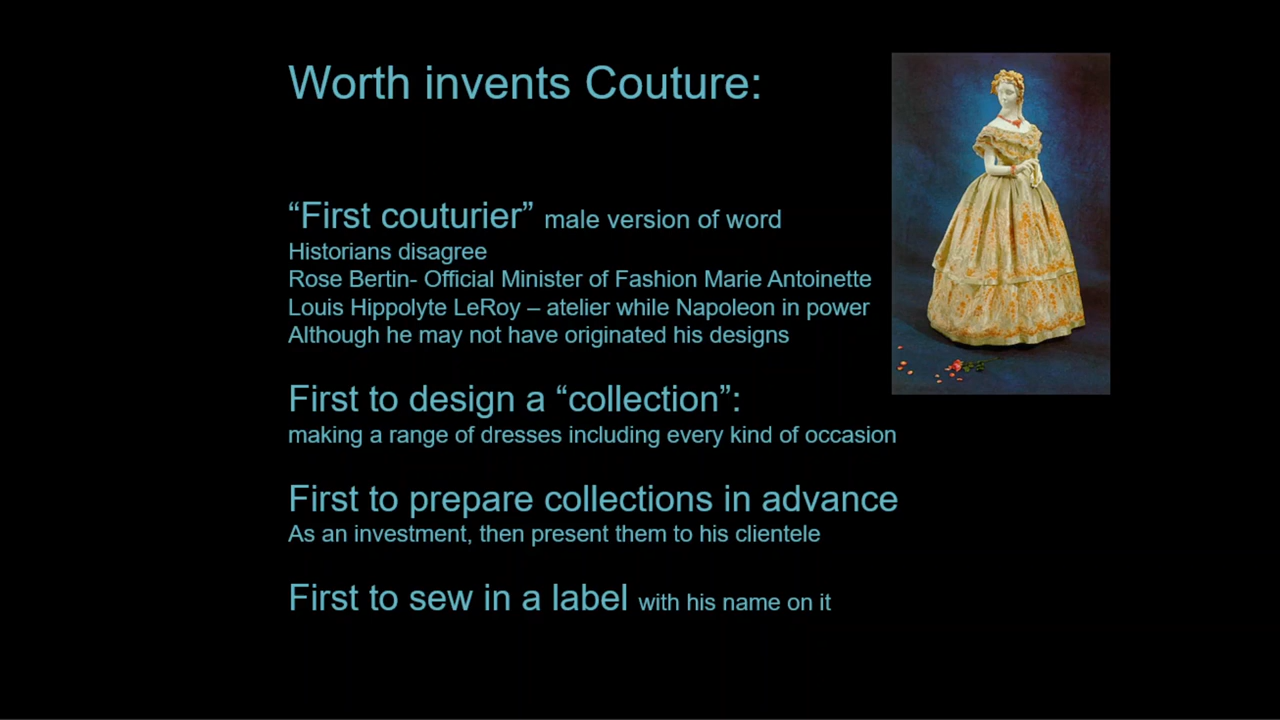 Worth invents Couture:
“First couturier” male version of word
Historians disagree
Rose Bertin- Official Minister of Fashion Marie Antoinette
Louis Hippolyte LeRoy – atelier while Napoleon in power
Although he may not have originated his designs
First to design a “collection”:
making a range of dresses including every kind of occasion
First to prepare collections in advance
As an investment, then present them to his clientele
First to sew in a label with his name on it